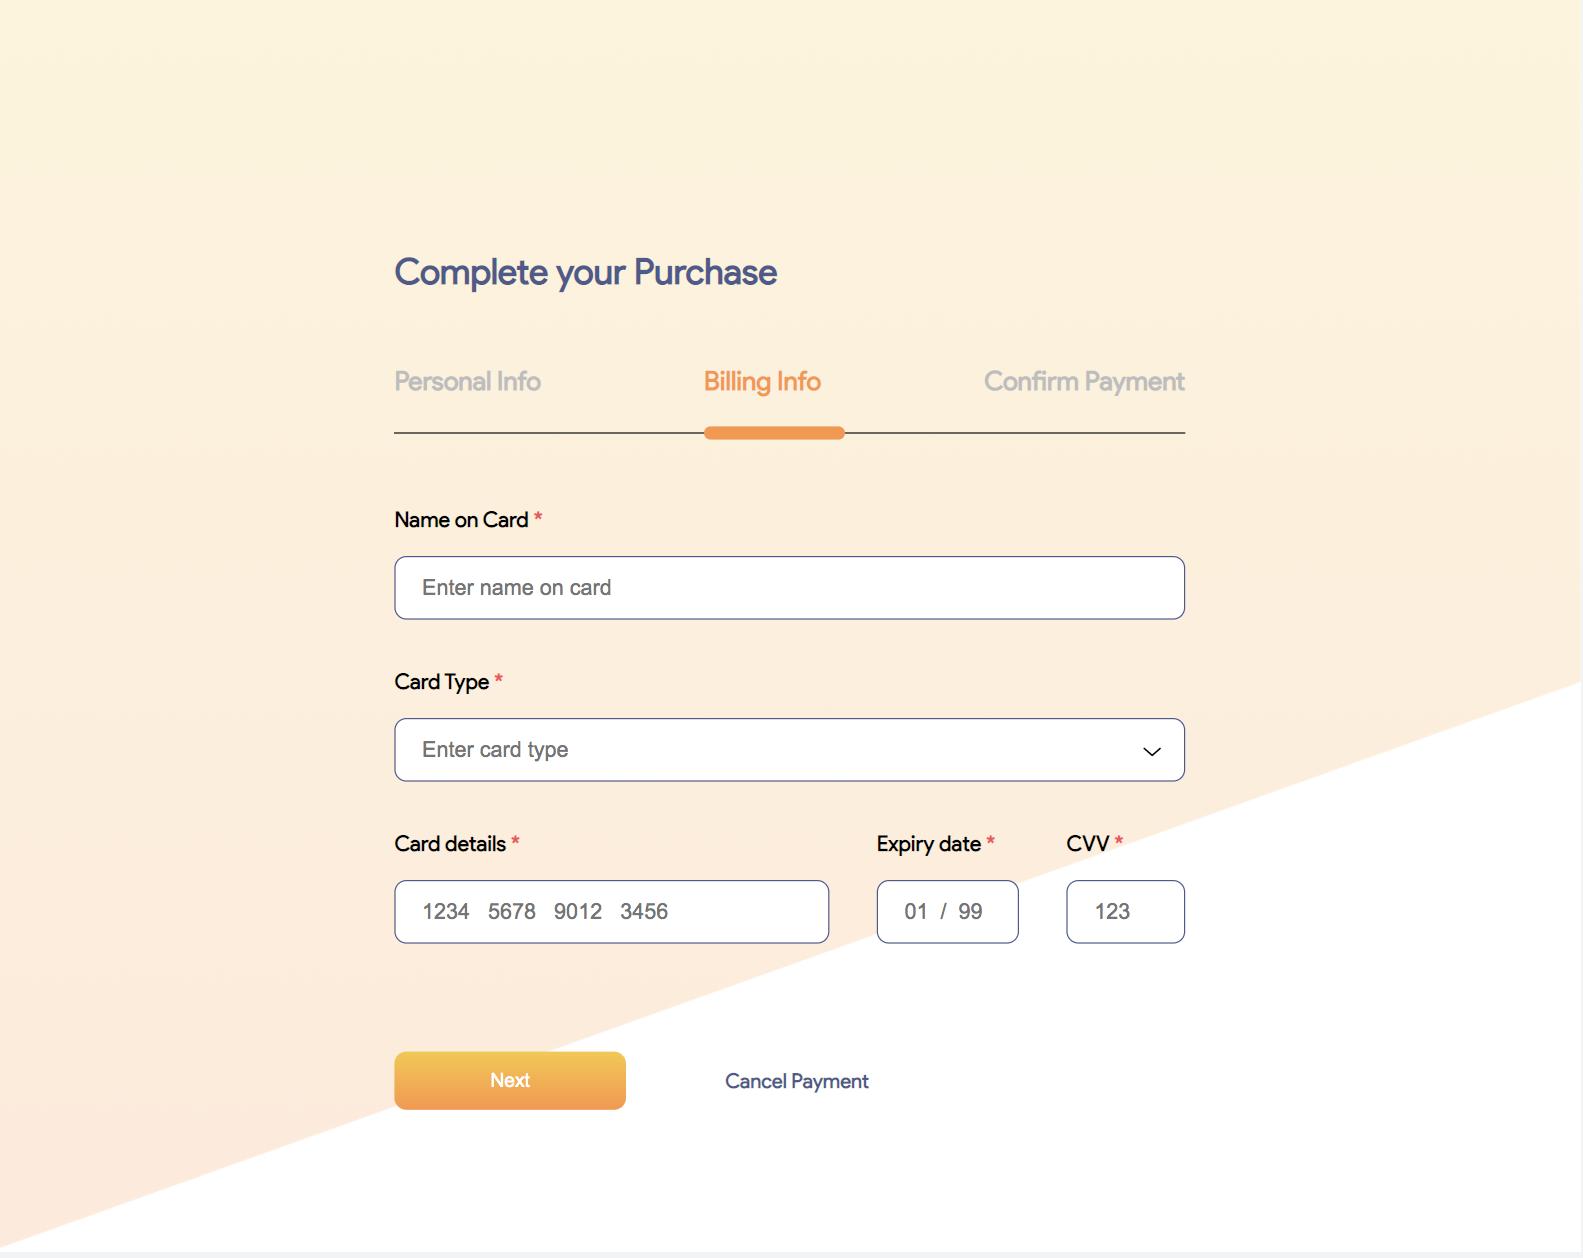 Complete your Purchase
Personal Info Billing Info Confirm Payment
Name on Card *
Enter name on card
Card Type *
Enter card type
Card details * Expiry date * CVV *
1234 5678 9012 3456 01 / 99 123
Next Cancel Payment